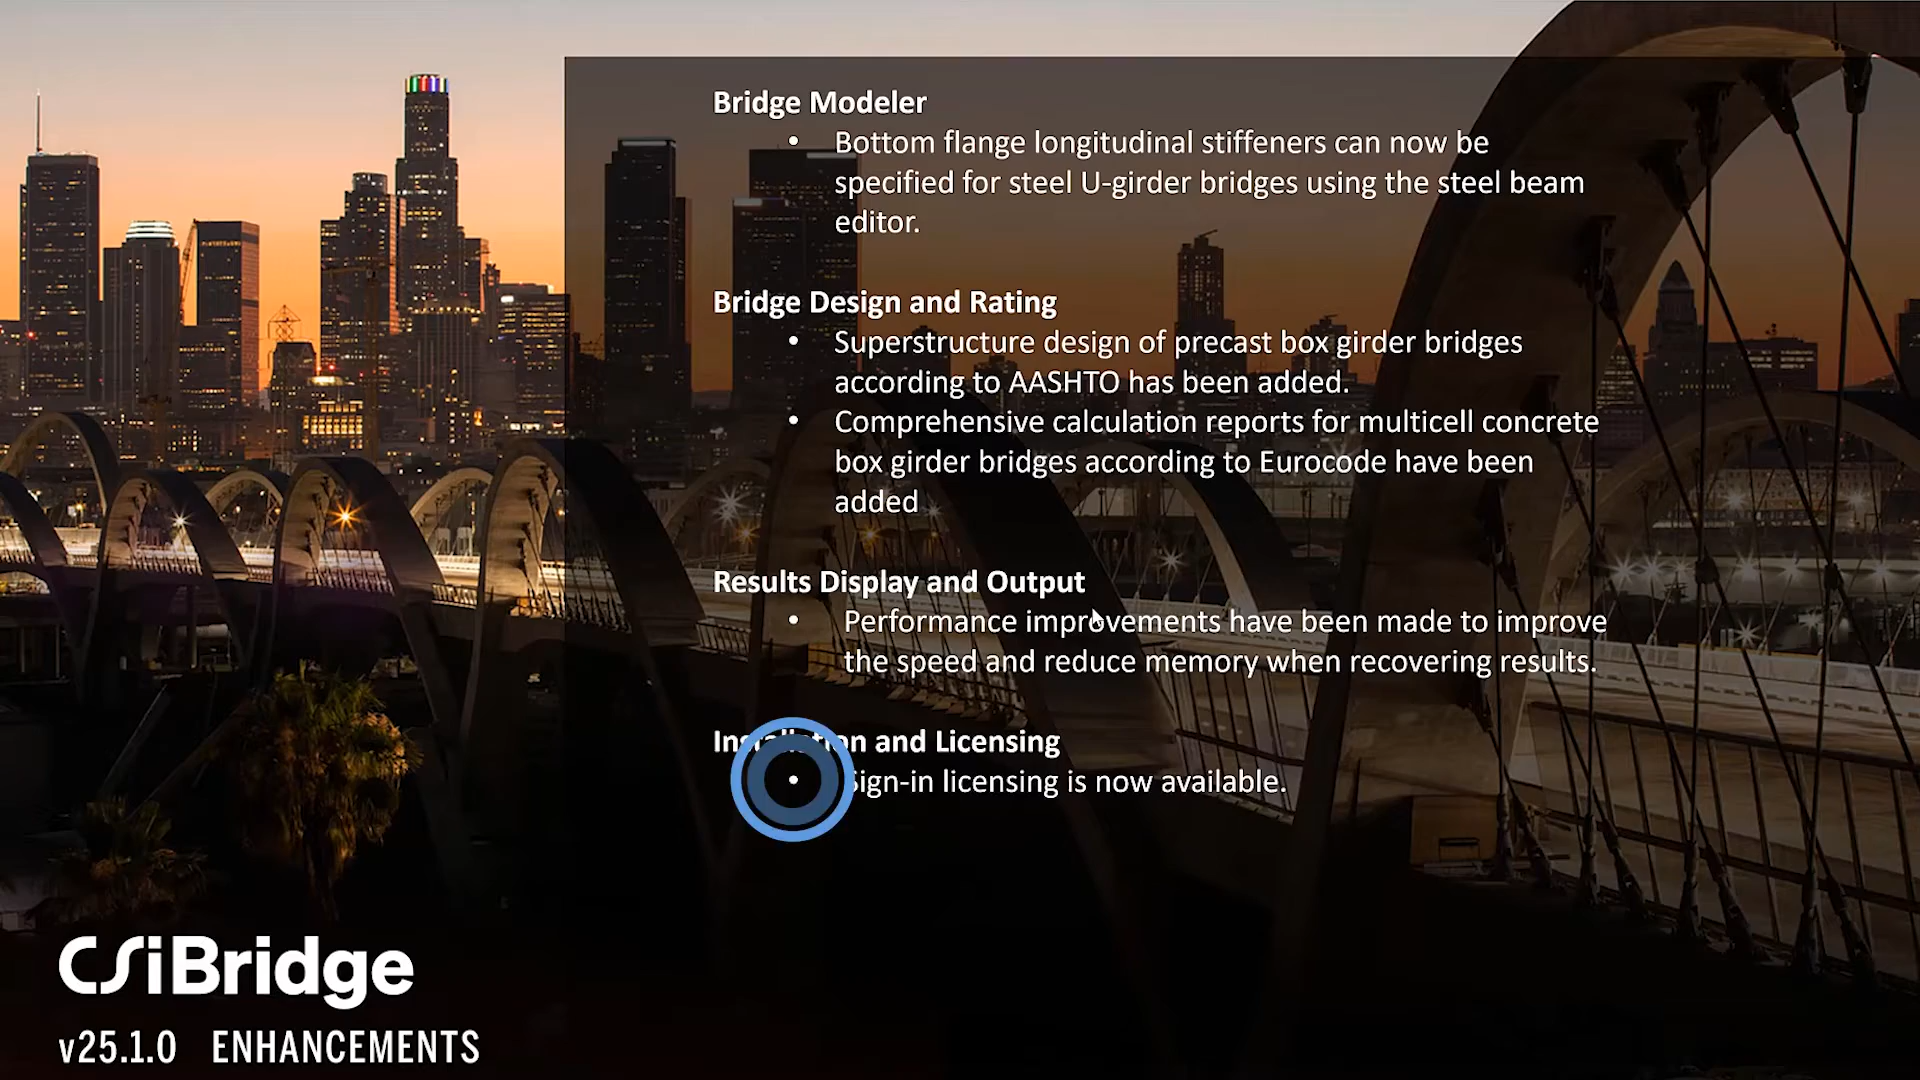 Bridge Modeler
• Bottom flange longitudinal stiffeners can now be
specified for steel U-girder bridges using the steel beam
editor.
Bridge Design and Rating
• Superstructure design of precast box girder bridges
according to AASHTO has been added.
• Comprehensive calculation reports for multicell concrete
box girder bridges according to Eurocode have been
added
Results Display and Output
• Performance improvements have been made to improve
the speed and reduce memory when recovering results.
Installation and Licensing
• Sign-in licensing is now available.
CSiBridge
v25.1.0 ENHANCEMENTS